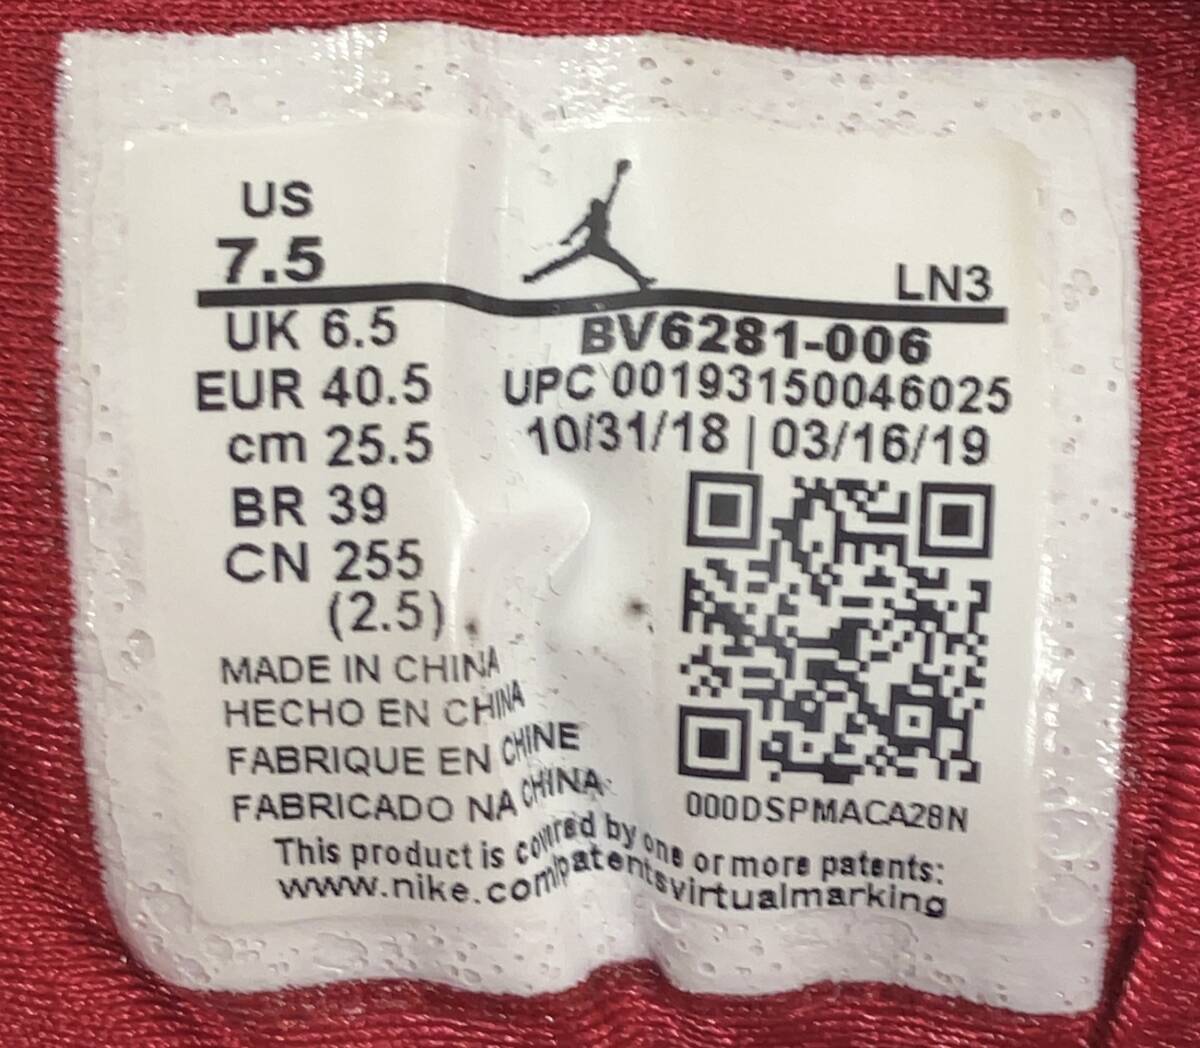 US
7.5
LN3
UK 6.5
BV6281-006
EUR 40.5
UPC 00193150046025
cm 25.5
10/31/18 | 03/16/19
BR 39
CN 255
(2.5)
MADE IN CHINA
HECHO EN CHINA
FABRIQUE EN CHINE
FABRICADO NA CHINA
000DSPMACA28N
This product is covered by one or more patents:
www.nike.com/patentsvirtualmarking